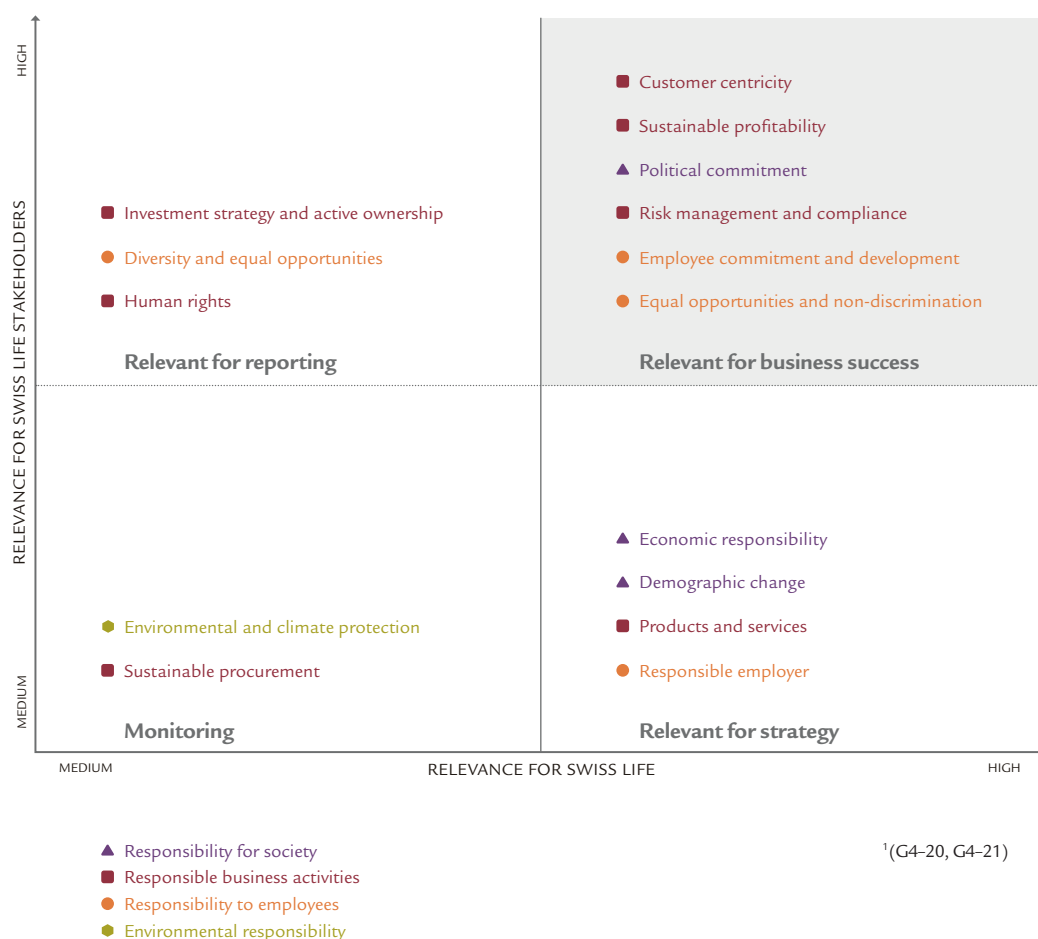 HIGH
RELEVANCE FOR SWISS LIFE STAKEHOLDERS
MEDIUM
Investment strategy and active ownership
Diversity and equal opportunities
Human rights
Relevant for reporting
Customer centricity
Sustainable profitability
Political commitment
Risk management and compliance
Employee commitment and development
Equal opportunities and non-discrimination
Relevant for business success
Environmental and climate protection
Sustainable procurement
Monitoring
Economic responsibility
Demographic change
Products and services
Responsible employer
Relevant for strategy
MEDIUM
RELEVANCE FOR SWISS LIFE
HIGH
Responsibility for society
Responsible business activities
Responsibility to employees
Environmental responsibility
¹(G4–20, G4–21)